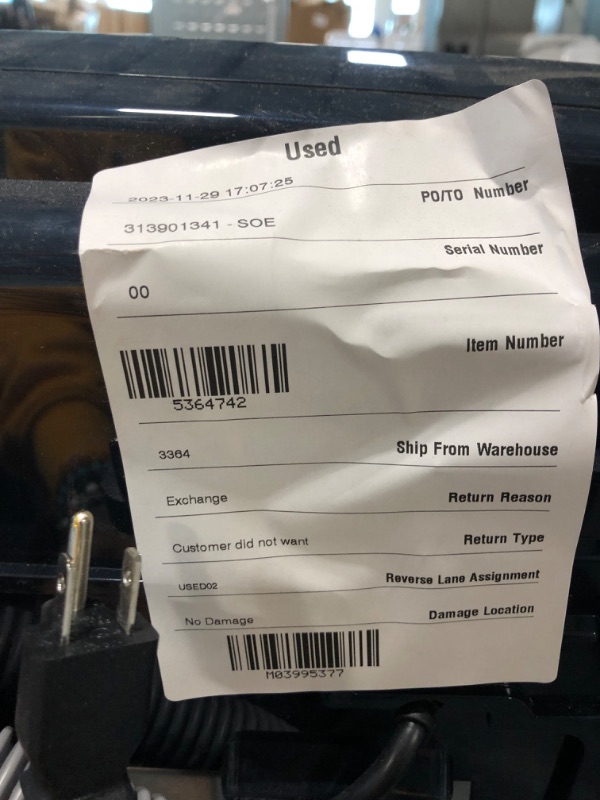 Used
2023-11-29 17:07:25
PO/TO Number
313901341 - SOE
Serial Number
00
Item Number
5364742
3364 Ship From Warehouse
Exchange Return Reason
Customer did not want Return Type
USED02 Reverse Lane Assignment
No Damage Damage Location
M03995377